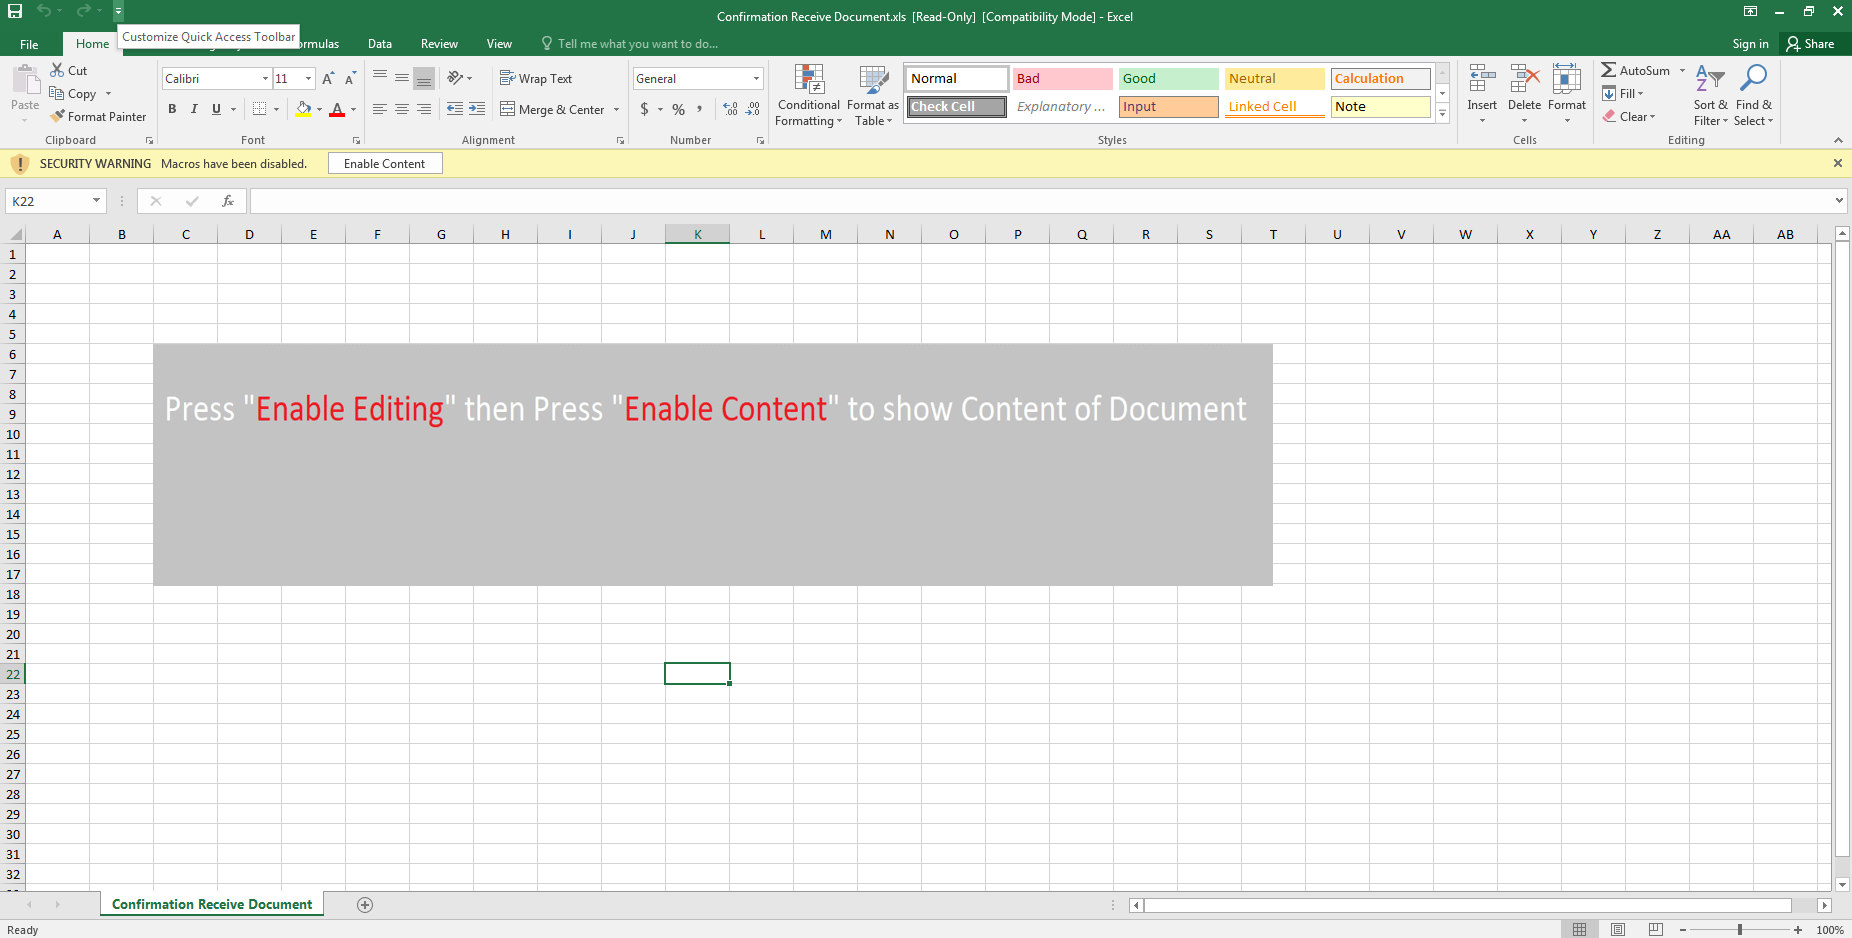 Confirmation Receive Document.xls [Read-Only] [Compatibility Mode] - Excel
File Home ormulas Data Review View Tell me what you want to do... Sign in Share
Customize Quick Access Toolbar
Paste
Cut
Copy
Format Painter
Clipboard
Calibri 11
B I U
Font
Wrap Text
Merge & Center
Alignment
General
$ % ,
Number
Conditional Formatting
Format as Table
Normal Bad Good Neutral Calculation
Check Cell Explanatory ... Input Linked Cell Note
Styles
Insert Delete Format
Cells
AutoSum
Fill
Clear
Sort & Filter
Find & Select
Editing
SECURITY WARNING Macros have been disabled. Enable Content
K22 fx
A B C D E F G H I J K L M N O P Q R S T U V W X Y Z AA AB
1
2
3
4
5
6
7
8
9
10
11
12
13
14
15
16
17
18
19
20
21
22
23
24
25
26
27
28
29
30
31
32
Press "Enable Editing" then Press "Enable Content" to show Content of Document
Confirmation Receive Document
Ready 100%